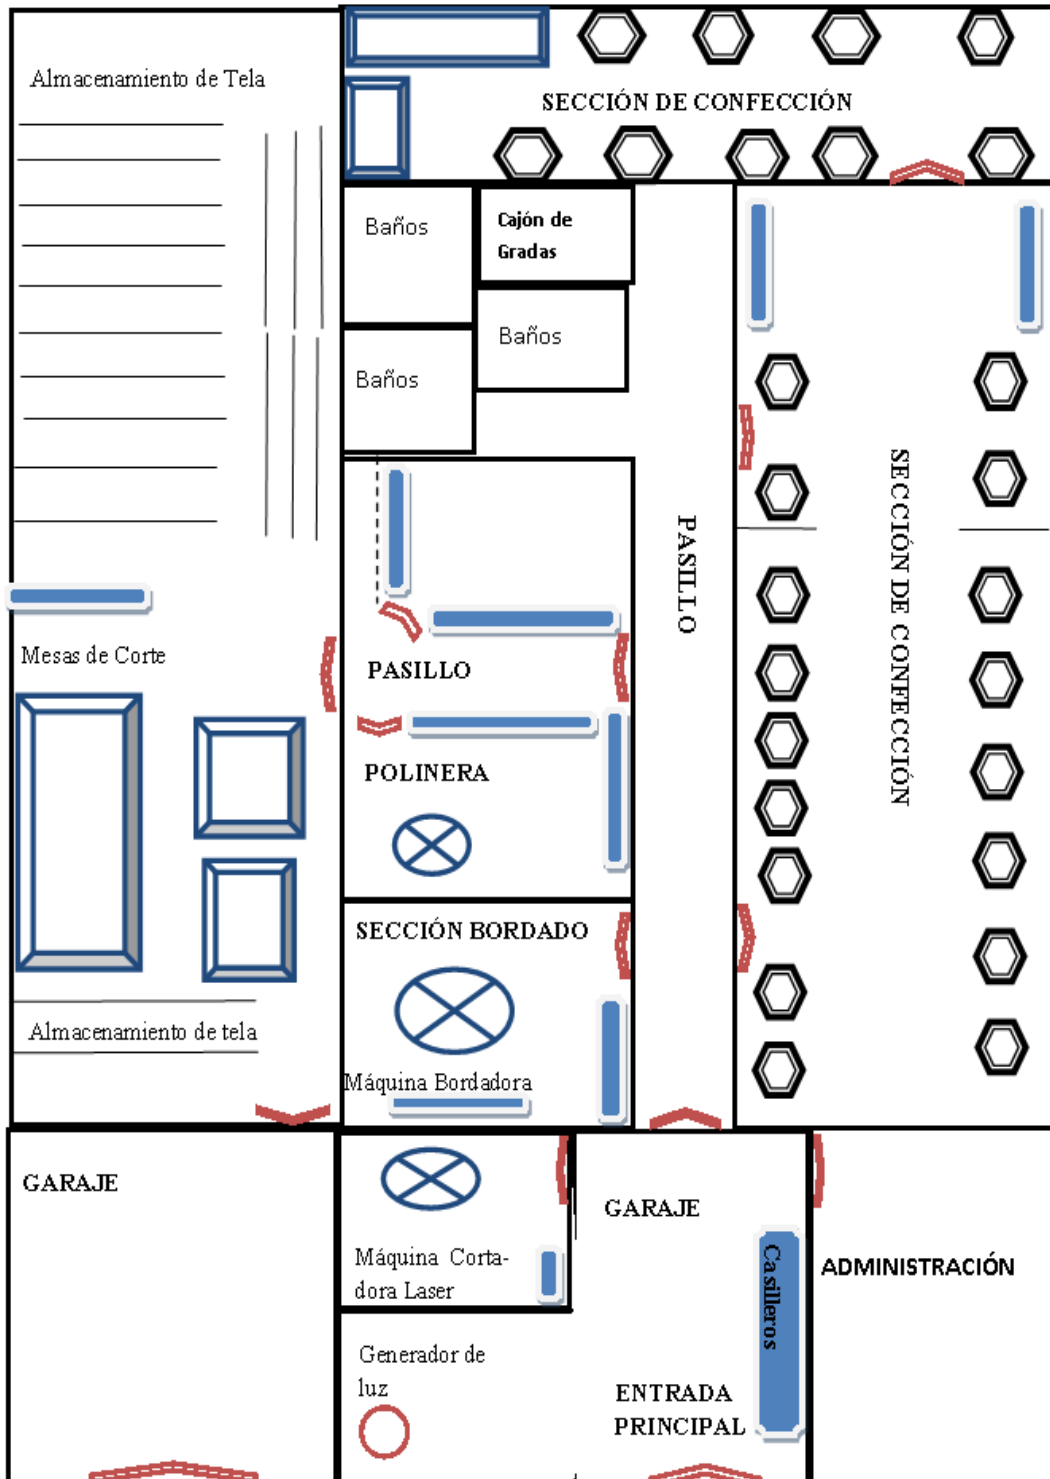 Almacenamiento de Tela
SECCIÓN DE CONFECCIÓN
Baños
Cajón de
Gradas
Baños
Baños
SECCIÓN DE CONFECCIÓN
PASILLO
Mesas de Corte
PASILLO
POLINERA
SECCIÓN BORDADO
Almacenamiento de tela
Máquina Bordadora
GARAJE
GARAJE
Máquina Corta-
dora Laser
Casilleros
ADMINISTRACIÓN
Generador de
luz
ENTRADA
PRINCIPAL